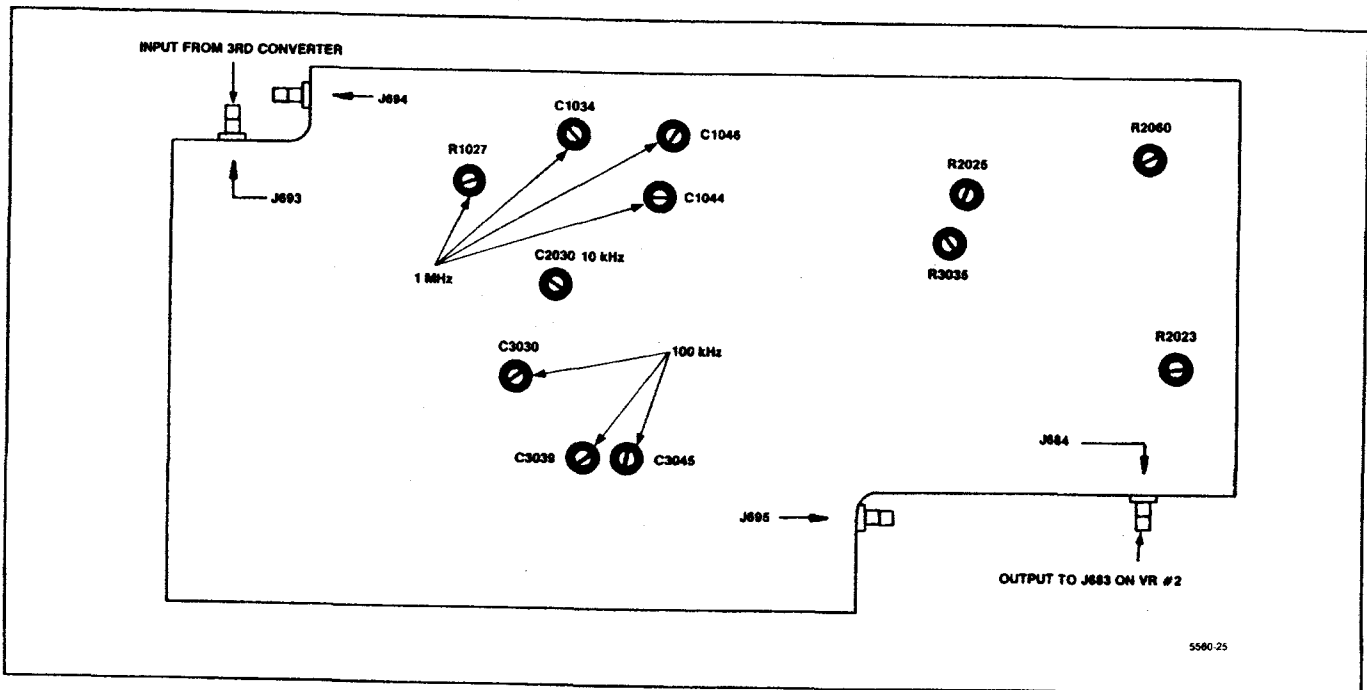 INPUT FROM 3RD CONVERTER
J694
J693
C1034
C1046
R1027
C1044
1 MHz
C2030 10 kHz
R2060
R2025
R3035
C3030
100 kHz
R2023
C3039
C3045
J684
J695
OUTPUT TO J683 ON VR #2
5560-25